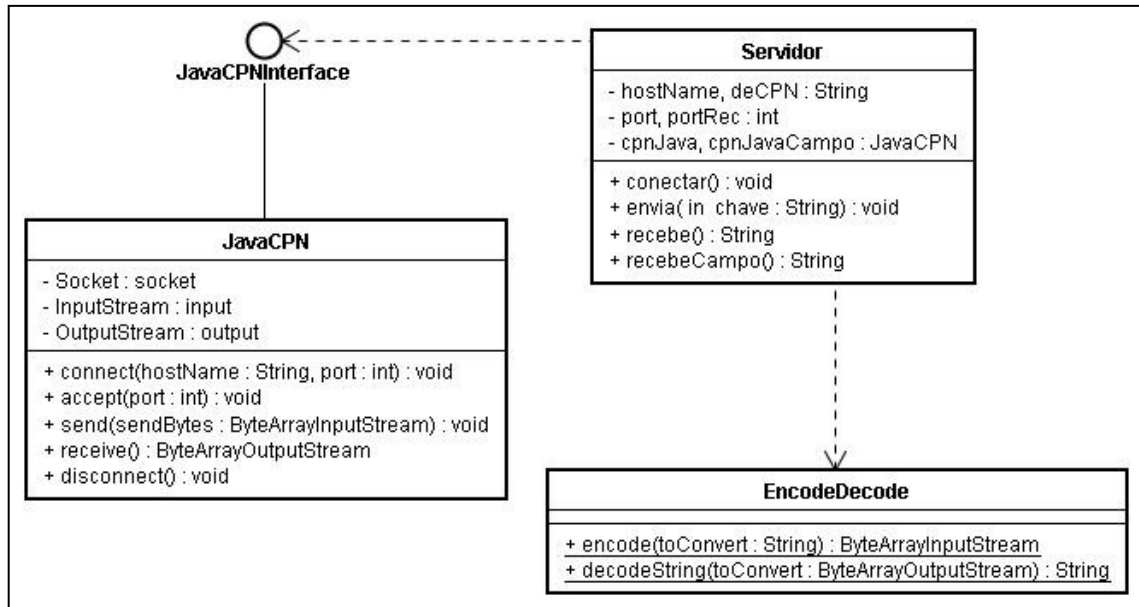 JavaCPNInterface
Servidor
- hostName, deCPN : String
- port, portRec : int
- cpnJava, cpnJavaCampo : JavaCPN
+ conectar() : void
+ envia( in chave : String) : void
+ recebe() : String
+ recebeCampo() : String
JavaCPN
- Socket : socket
- InputStream : input
- OutputStream : output
+ connect(hostName : String, port : int) : void
+ accept(port : int) : void
+ send(sendBytes : ByteArrayInputStream) : void
+ receive() : ByteArrayOutputStream
+ disconnect() : void
EncodeDecode
+ encode(toConvert : String) : ByteArrayInputStream
+ decodeString(toConvert : ByteArrayOutputStream) : String